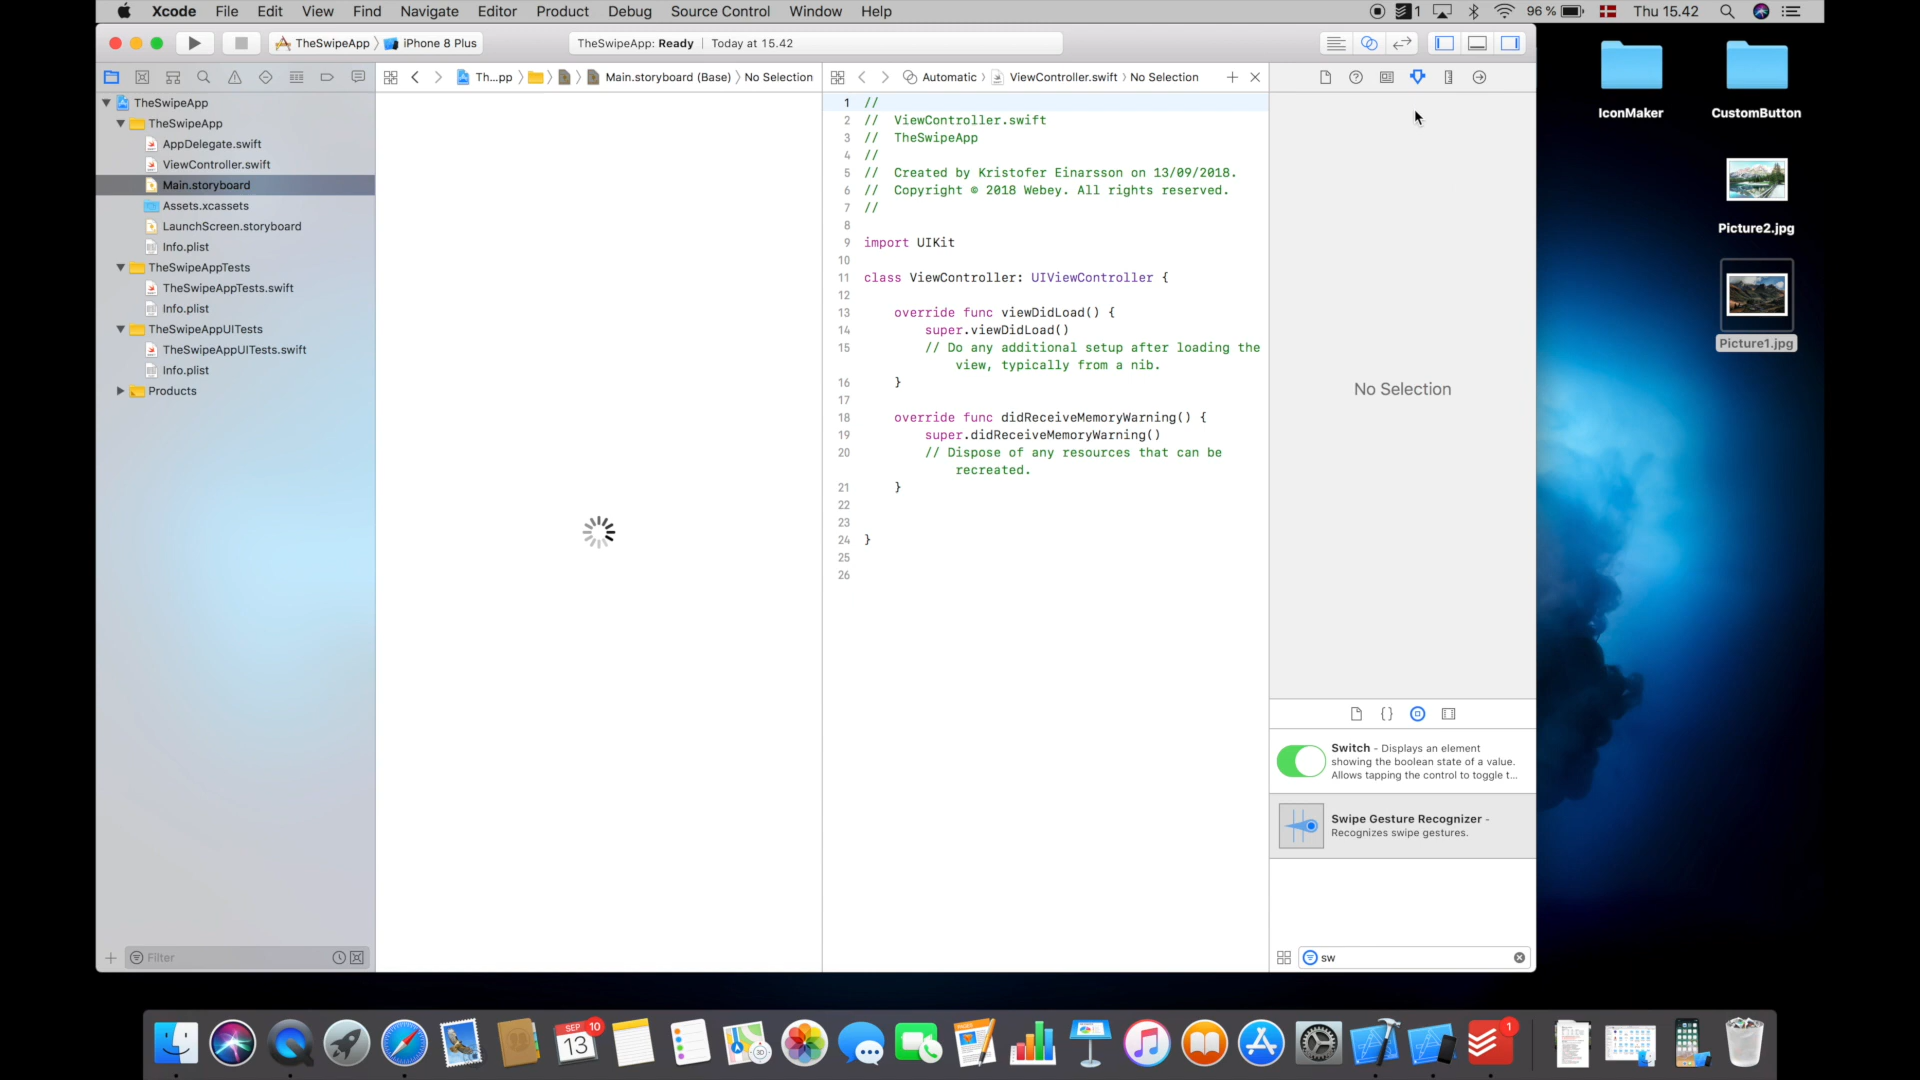 Xcode File Edit View Find Navigate Editor Product Debug Source Control Window Help
1 96 % Thu 15.42
TheSwipeApp iPhone 8 Plus
TheSwipeApp: Ready Today at 15.42
Th...pp Main.storyboard (Base) No Selection
Automatic ViewController.swift No Selection
TheSwipeApp
TheSwipeApp
AppDelegate.swift
ViewController.swift
Main.storyboard
Assets.xcassets
LaunchScreen.storyboard
Info.plist
TheSwipeAppTests
TheSwipeAppTests.swift
Info.plist
TheSwipeAppUITests
TheSwipeAppUITests.swift
Info.plist
Products
Filter
1 //
2 // ViewController.swift
3 // TheSwipeApp
4 //
5 // Created by Kristofer Einarsson on 13/09/2018.
6 // Copyright © 2018 Webey. All rights reserved.
7 //
8
9 import UIKit
10
11 class ViewController: UIViewController {
12
13 override func viewDidLoad() {
14 super.viewDidLoad()
15 // Do any additional setup after loading the
view, typically from a nib.
16 }
17
18 override func didReceiveMemoryWarning() {
19 super.didReceiveMemoryWarning()
20 // Dispose of any resources that can be
recreated.
21 }
22
23
24 }
25
26
No Selection
{}
Switch - Displays an element
showing the boolean state of a value.
Allows tapping the control to toggle t...
Swipe Gesture Recognizer -
Recognizes swipe gestures.
sw
IconMaker
CustomButton
Picture2.jpg
Picture1.jpg
SEP
10
13
PAGES
3D
1